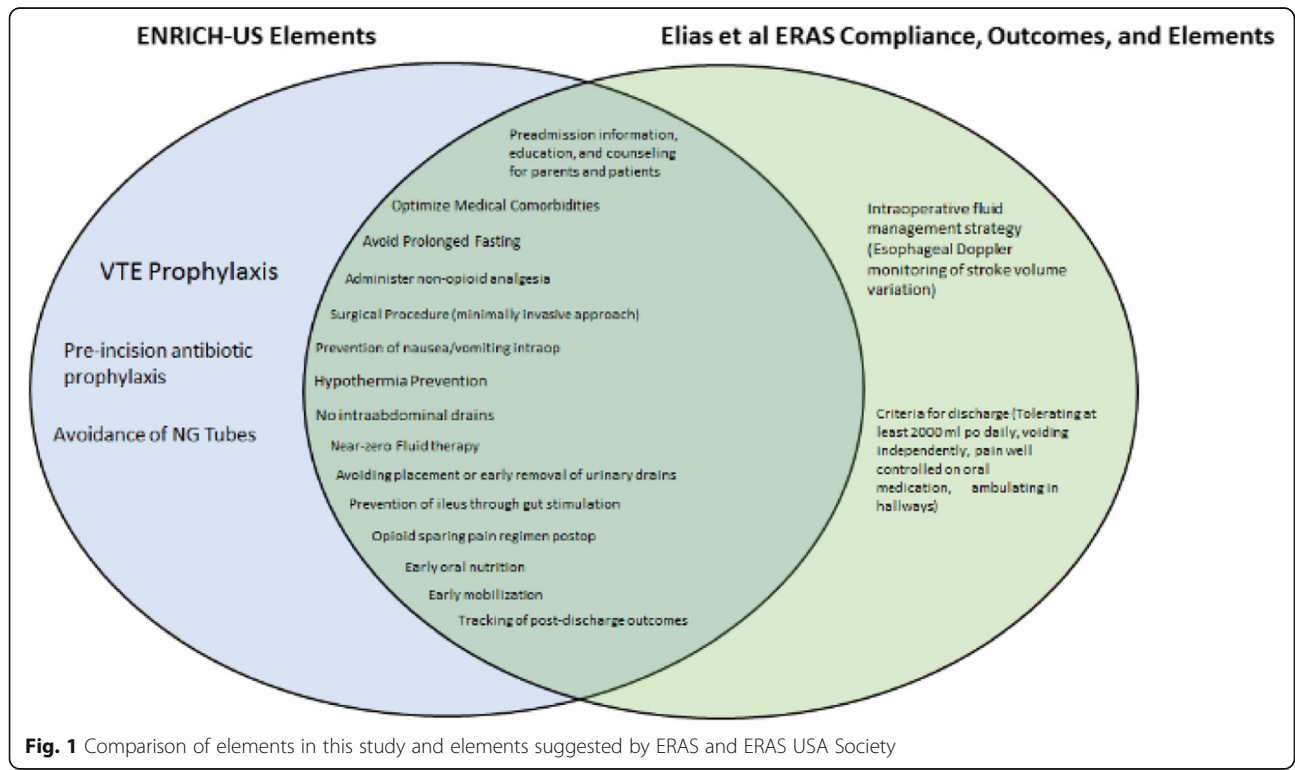 ENRICH-US Elements
Elias et al ERAS Compliance, Outcomes, and Elements
VTE Prophylaxis
Pre-incision antibiotic
prophylaxis
Avoidance of NG Tubes
Preadmission information,
education, and counseling
for parents and patients
Optimize Medical Comorbidities
Avoid Prolonged Fasting
Administer non-opioid analgesia
Surgical Procedure (minimally invasive approach)
Prevention of nausea/vomiting intraop
Hypothermia Prevention
No intraabdominal drains
Near-zero Fluid therapy
Avoiding placement or early removal of urinary drains
Prevention of ileus through gut stimulation
Opioid sparing pain regimen postop
Early oral nutrition
Early mobilization
Tracking of post-discharge outcomes
Intraoperative fluid
management strategy
(Esophageal Doppler
monitoring of stroke volume
variation)
Criteria for discharge (Tolerating at
least 2000 ml po daily, voiding
independently, pain well
controlled on oral
medication, ambulating in
hallways)
Fig. 1 Comparison of elements in this study and elements suggested by ERAS and ERAS USA Society